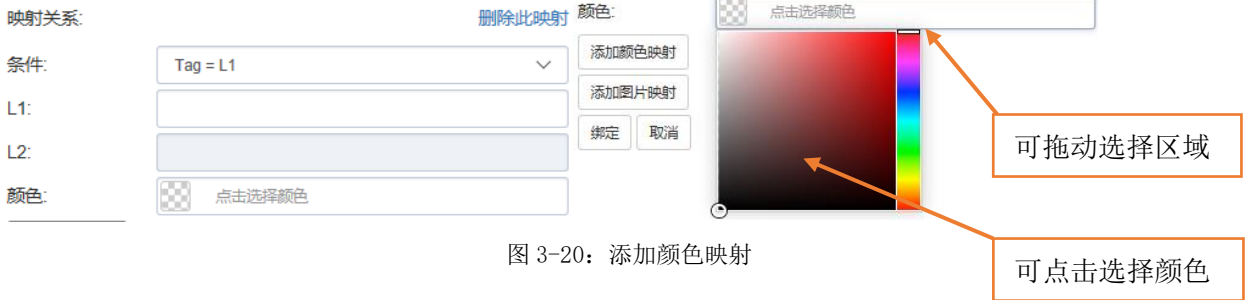 映射关系:
删除此映射
条件:
Tag = L1
L1:
L2:
颜色:
点击选择颜色
颜色:
点击选择颜色
添加颜色映射
添加图片映射
绑定
取消
可拖动选择区域
可点击选择颜色
图 3-20：添加颜色映射